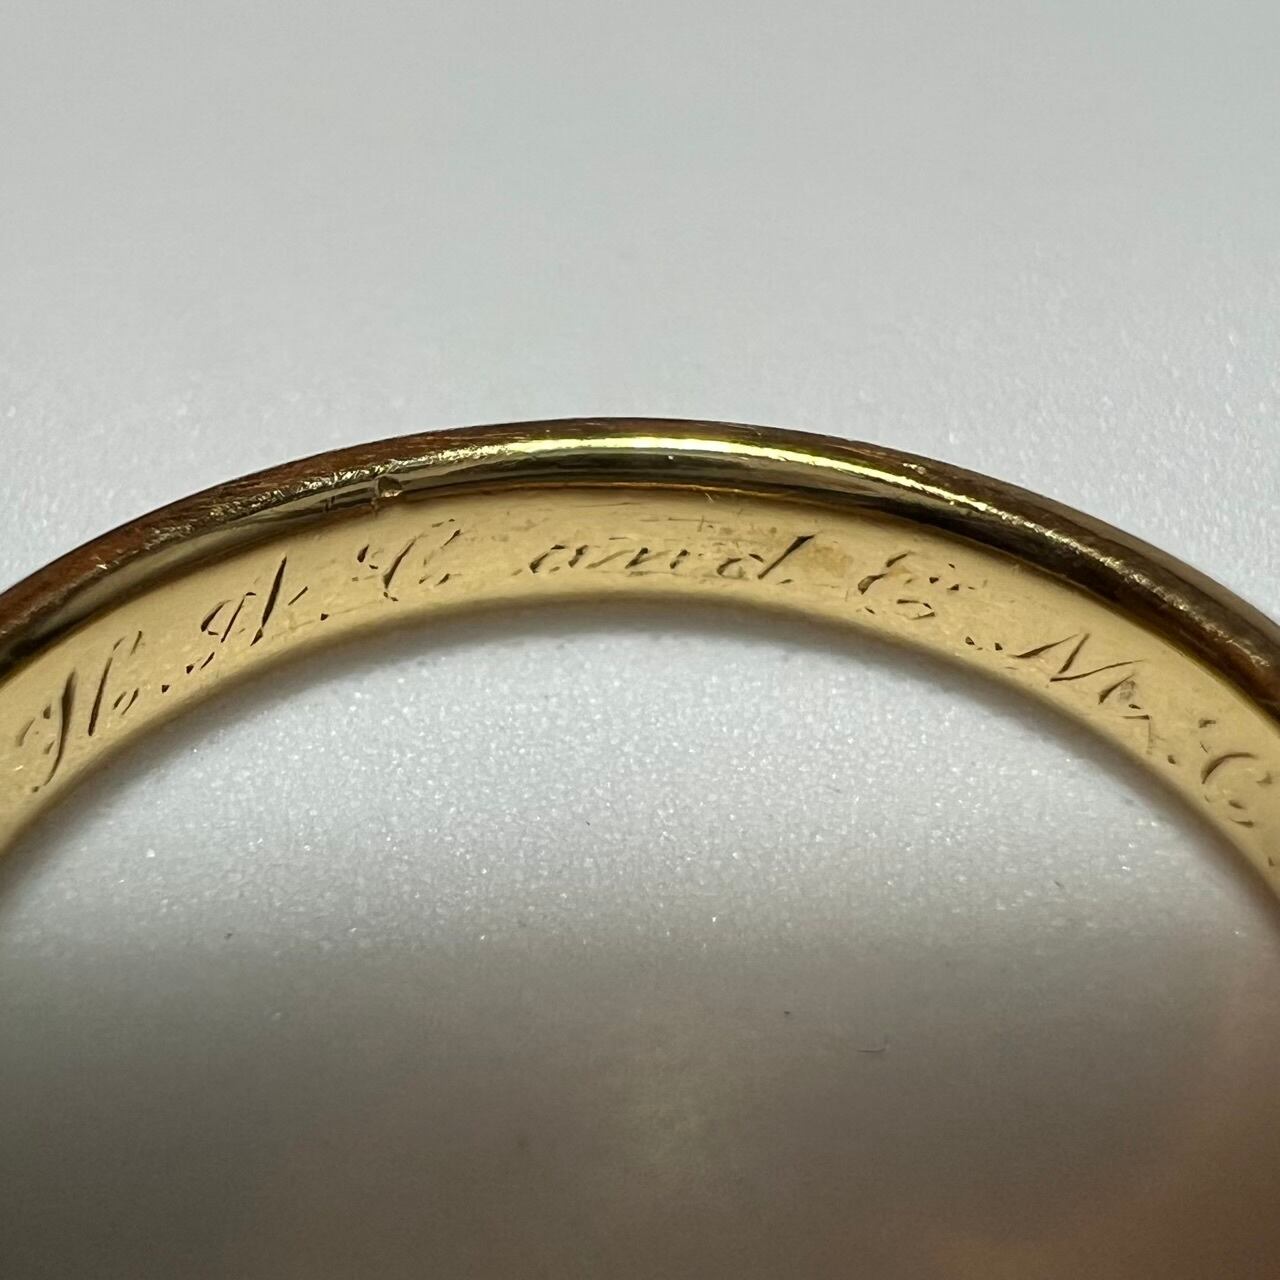 H. A. C. and E. M. C.